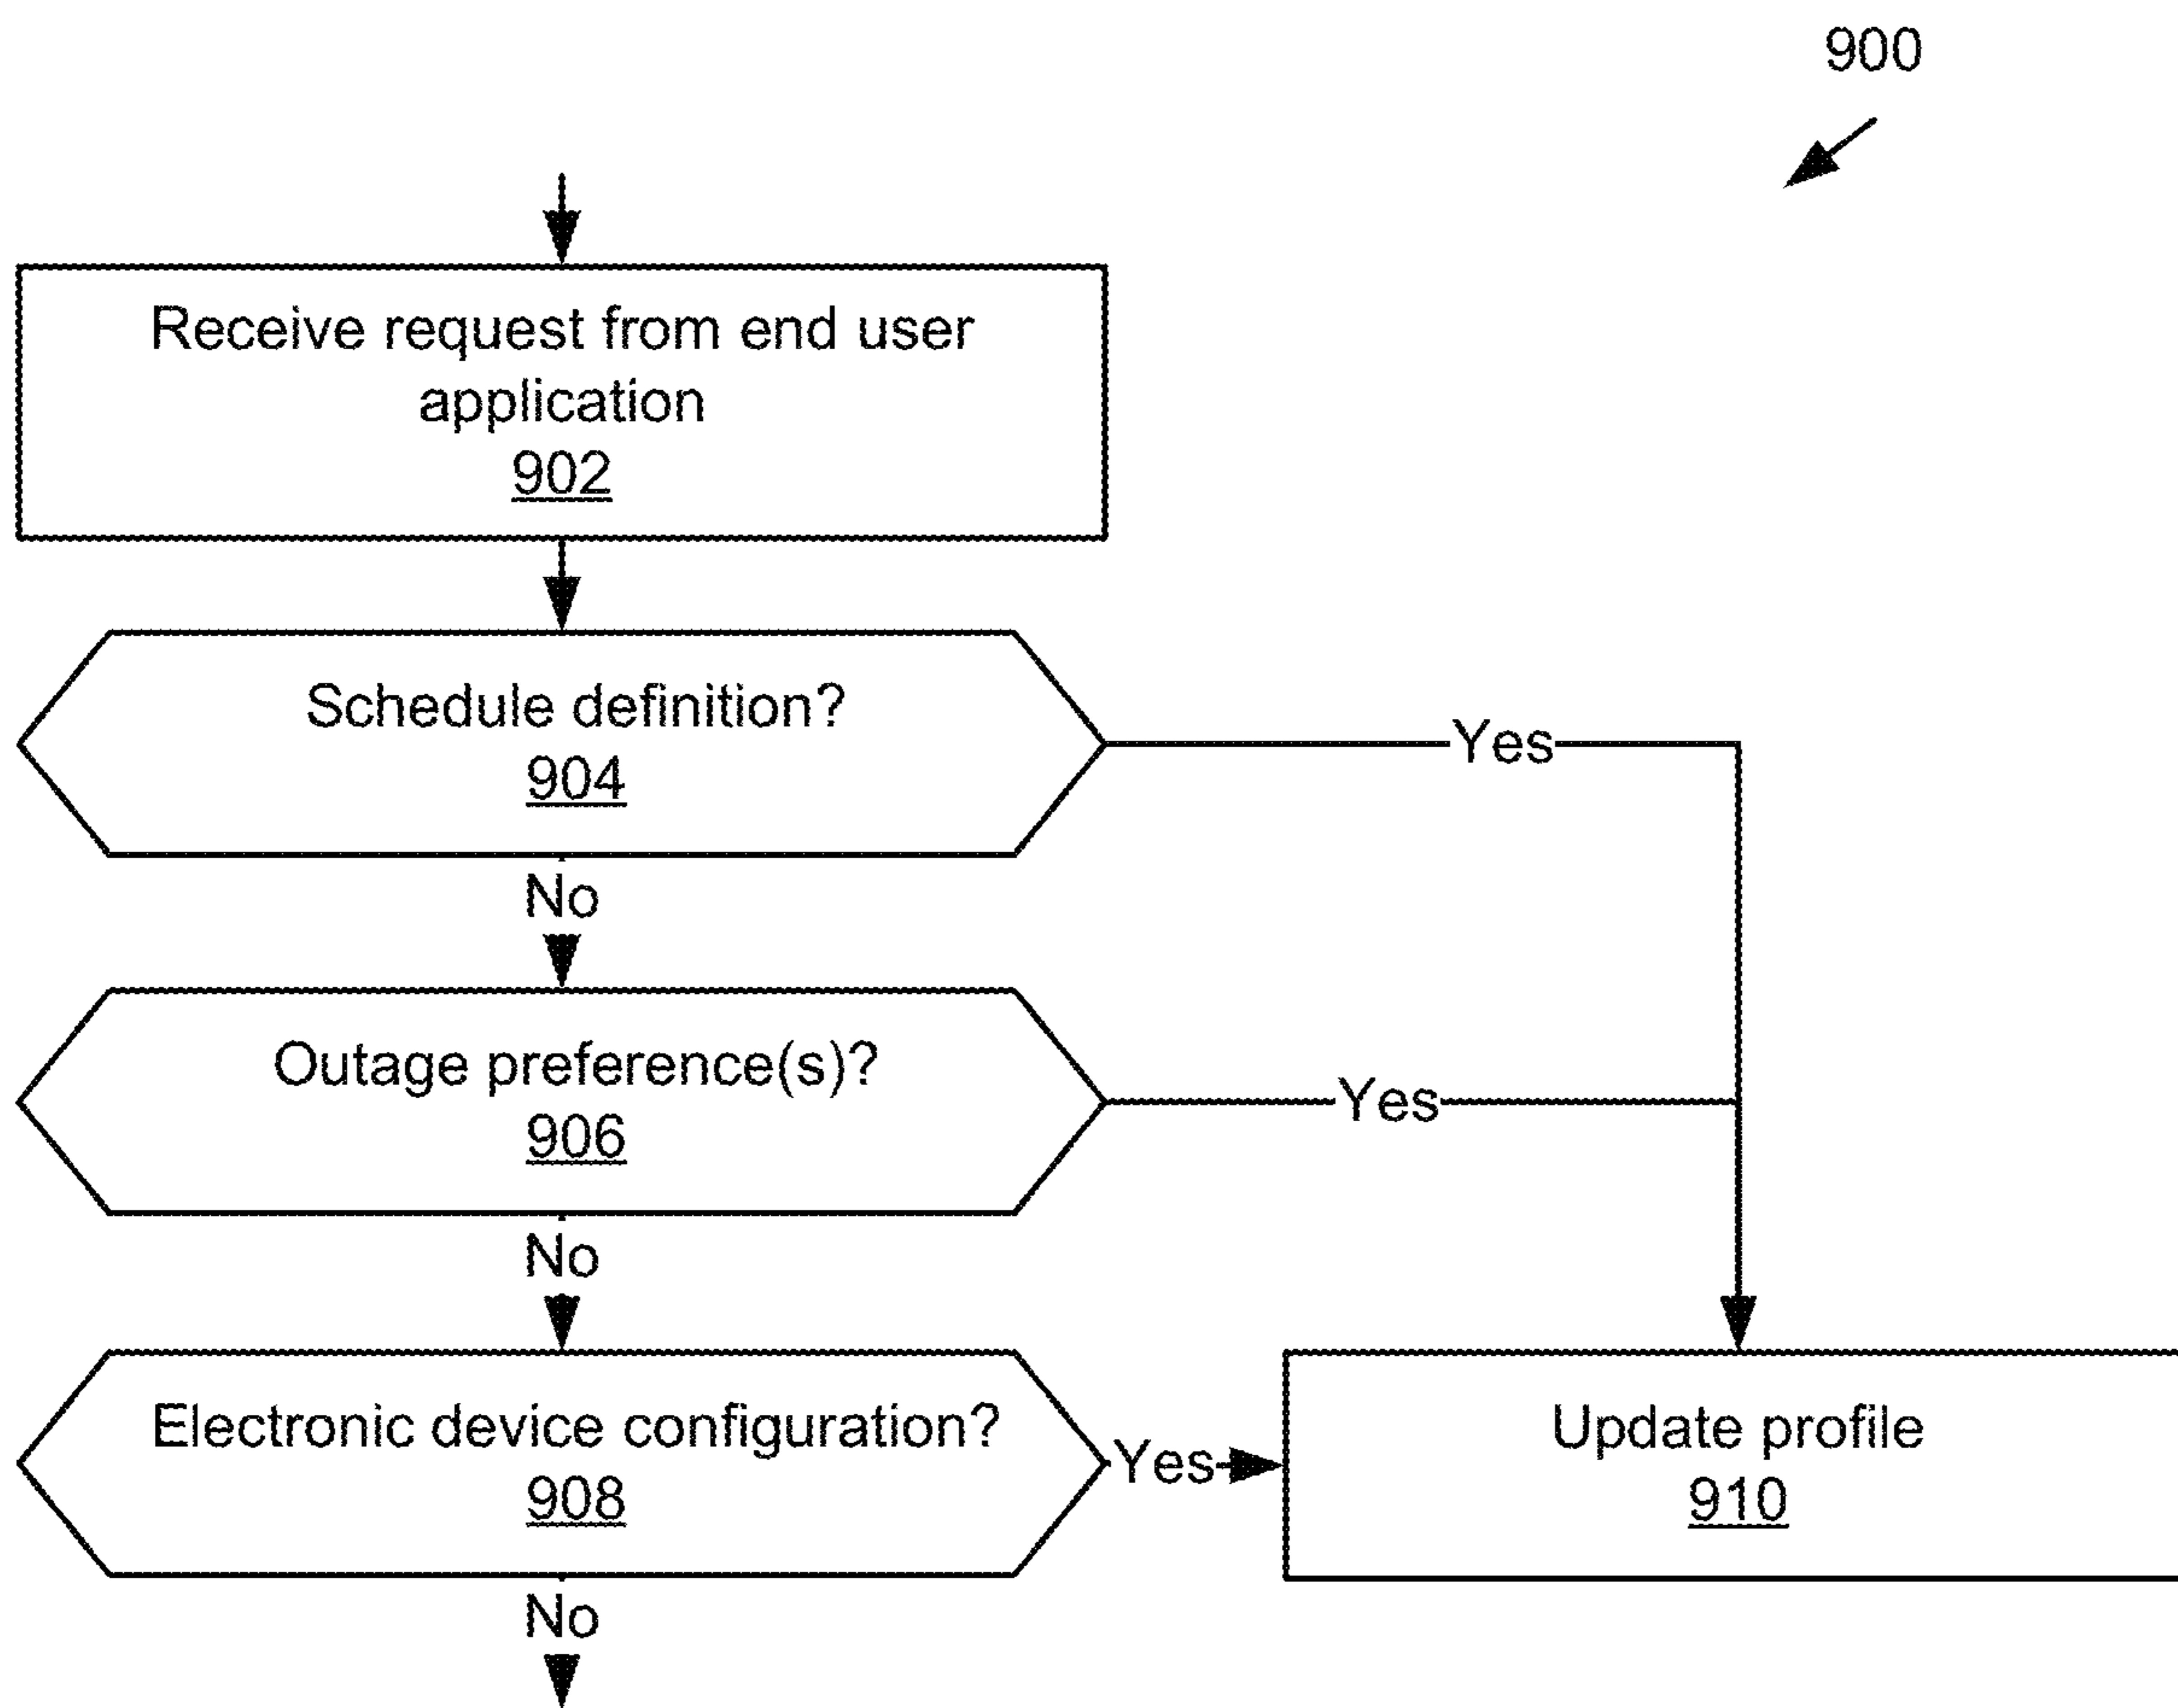 900
Receive request from end user
application
902
Schedule definition?
904
Yes
No
Outage preference(s)?
906
Yes
No
Electronic device configuration?
908
Yes
Update profile
910
No